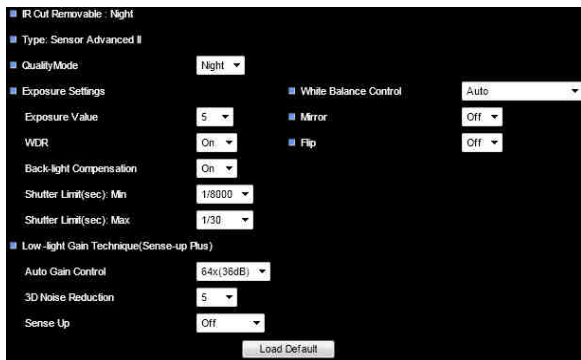 IR Cut Removable : Night
Type: Sensor Advanced II
QualityMode Night
Exposure Settings White Balance Control Auto
Exposure Value 5 Mirror Off
WDR On Flip Off
Back-light Compensation On
Shutter Limit(sec): Min 1/8000
Shutter Limit(sec): Max 1/30
Low-light Gain Technique(Sense-up Plus)
Auto Gain Control 64x(36dB)
3D Noise Reduction 5
Sense Up Off
Load Default